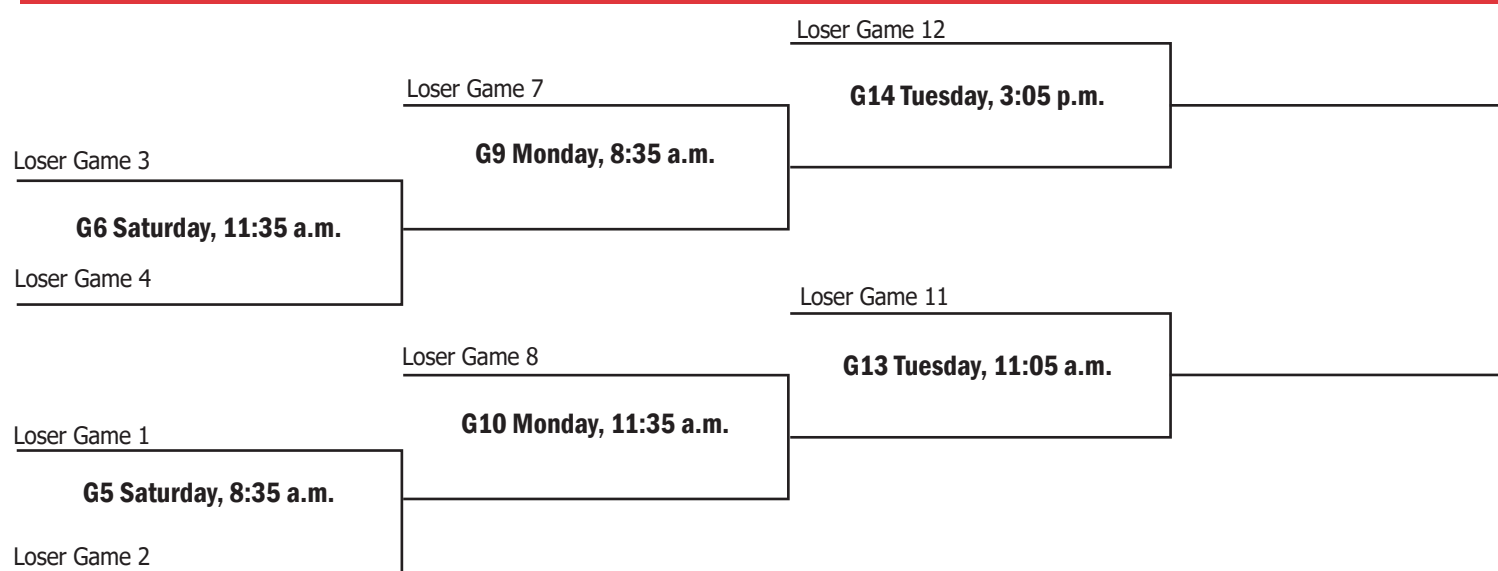 Loser Game 12
Loser Game 7
G14 Tuesday, 3:05 p.m.
G9 Monday, 8:35 a.m.
Loser Game 3
G6 Saturday, 11:35 a.m.
Loser Game 4
Loser Game 11
Loser Game 8
G13 Tuesday, 11:05 a.m.
G10 Monday, 11:35 a.m.
Loser Game 1
G5 Saturday, 8:35 a.m.
Loser Game 2